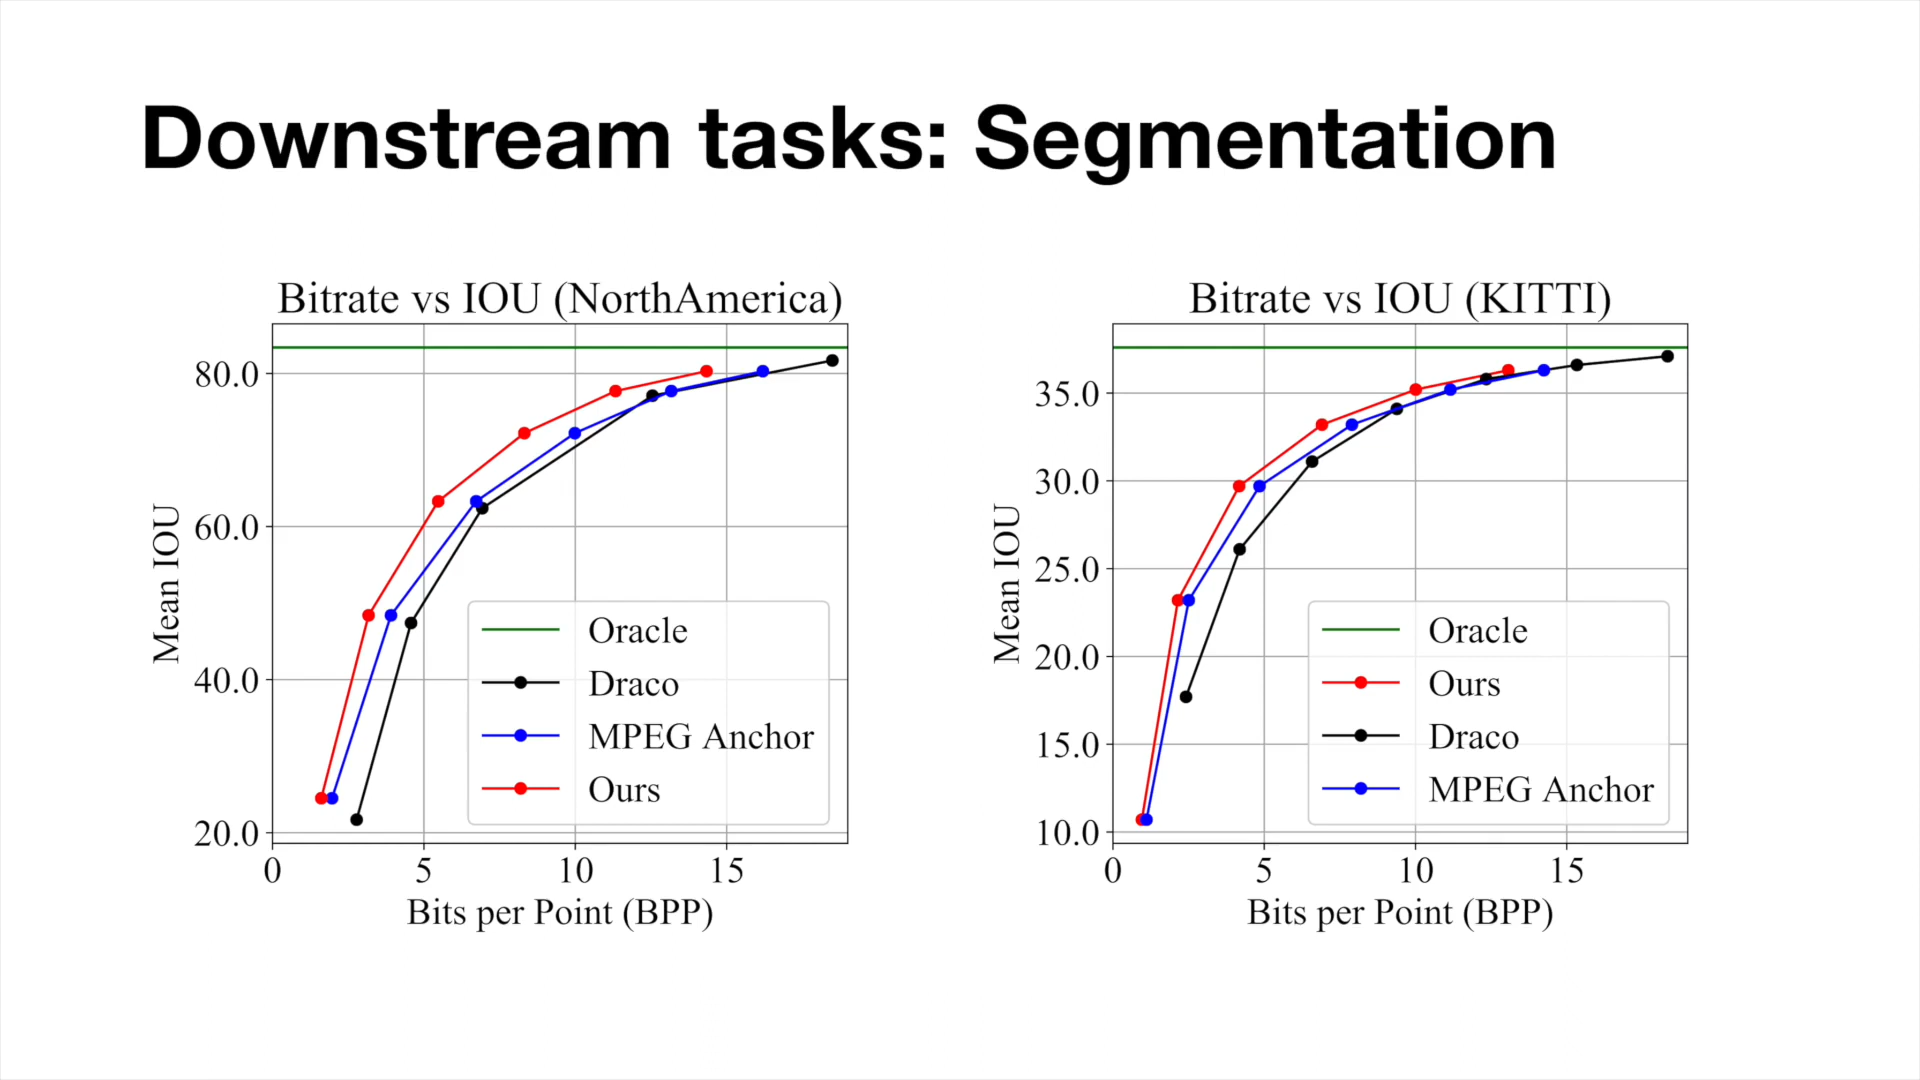 Downstream tasks: Segmentation
Bitrate vs IOU (NorthAmerica)
Mean IOU
80.0
60.0
40.0
20.0
0 5 10 15
Bits per Point (BPP)
Oracle
Draco
MPEG Anchor
Ours
Bitrate vs IOU (KITTI)
Mean IOU
35.0
30.0
25.0
20.0
15.0
10.0
0 5 10 15
Bits per Point (BPP)
Oracle
Ours
Draco
MPEG Anchor